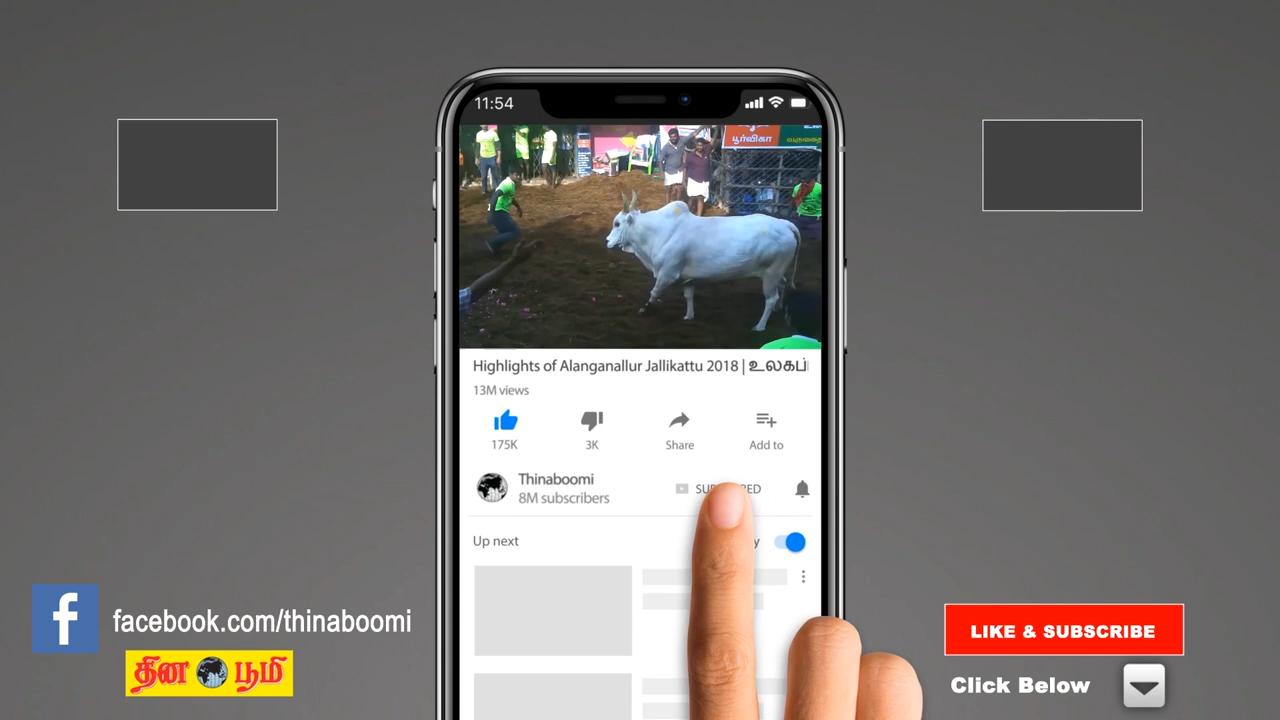 11:54
பூர்விகா
Highlights of Alanganallur Jallikattu 2018 | உலகப்
13M views
175K
3K
Share
Add to
Thinaboomi
8M subscribers
Up next
facebook.com/thinaboomi
தின பூமி
LIKE & SUBSCRIBE
Click Below